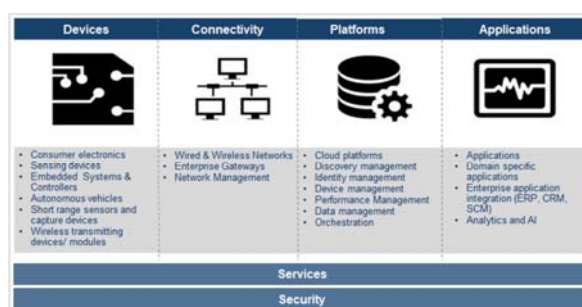 Devices
Connectivity
Platforms
Applications
• Consumer electronics
• Sensing devices
• Embedded Systems &
Controllers
• Autonomous vehicles
• Short range sensors and
capture devices
• Wireless transmitting
devices/ modules
• Wired & Wireless Networks
• Enterprise Gateways
• Network Management
• Cloud platforms
• Discovery management
• Identity management
• Device management
• Performance Management
• Data management
• Orchestration
• Applications
• Domain specific
applications
• Enterprise application
integration (ERP, CRM,
SCM)
• Analytics and AI
Services
Security